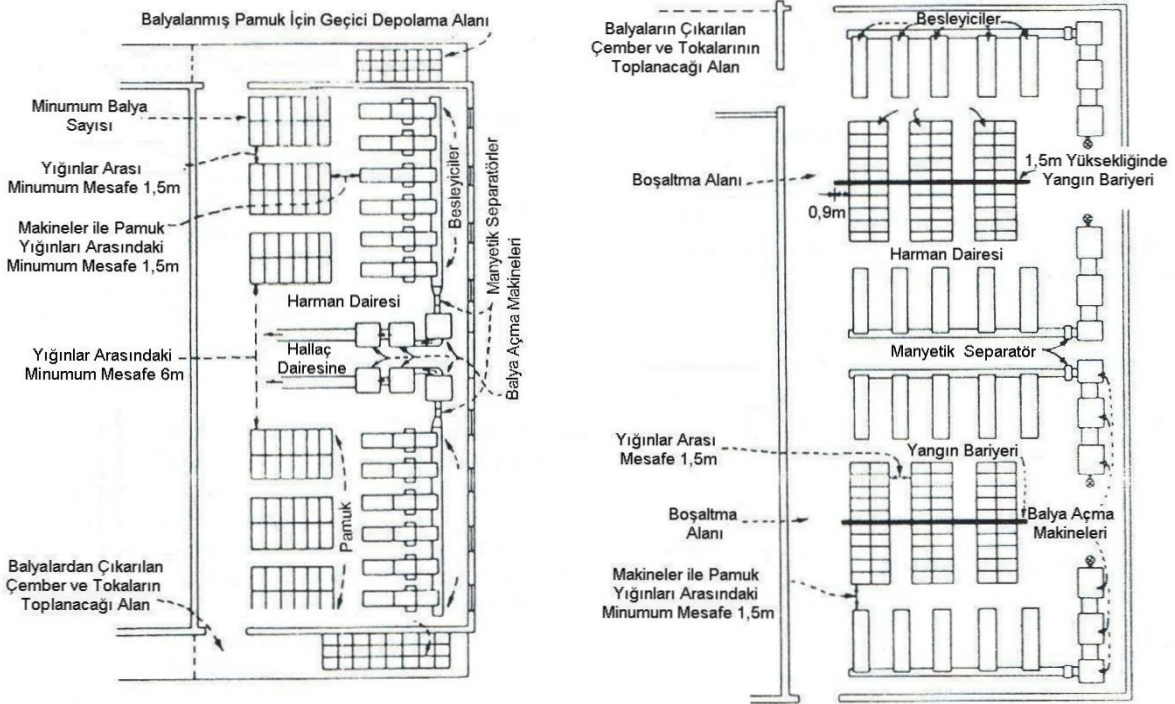 Balyalanmış Pamuk İçin Geçici Depolama Alanı
Minumum Balya
Sayısı
Yığınlar Arası
Minumum Mesafe 1,5m
Makineler ile Pamuk
Yığınları Arasındaki
Minumum Mesafe 1,5m
Harman Dairesi
Yığınlar Arasındaki
Minumum Mesafe 6m
Hallaç
Dairesine
Besleyiciler
Manyetik Separatörler
Balya Açma Makineleri
Pamuk
Balyalardan Çıkarılan
Çember ve Tokaların
Toplanacağı Alan
Besleyiciler
Balyaların Çıkarılan
Çember ve Tokalarının
Toplanacağı Alan
Boşaltma Alanı
1,5m Yüksekliğinde
Yangın Bariyeri
0,9m
Harman Dairesi
Manyetik Separatör
Yığınlar Arası
Mesafe 1,5m
Yangın Bariyeri
Boşaltma
Alanı
Balya Açma
Makineleri
Makineler ile Pamuk
Yığınları Arasındaki
Minumum Mesafe 1,5m